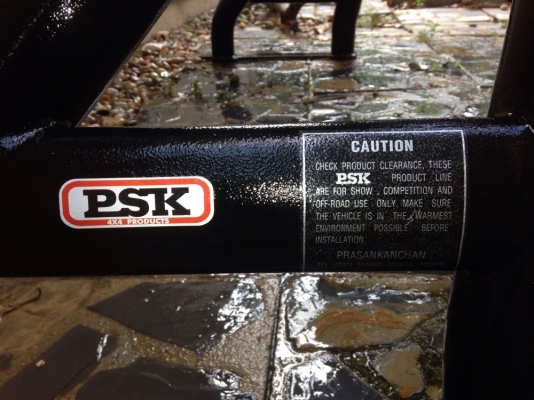 PSK
4X4 PRODUCTS
CAUTION
CHECK PRODUCT CLEARANCE, THESE
PSK PRODUCT LINE
ARE FOR SHOW , COMPETITION AND
OFF-ROAD USE ONLY, MAKE SURE
THE VEHICLE IS IN THE WARMEST
ENVIRONMENT POSSIBLE BEFORE
INSTALLATION
PRASANKANCHAN